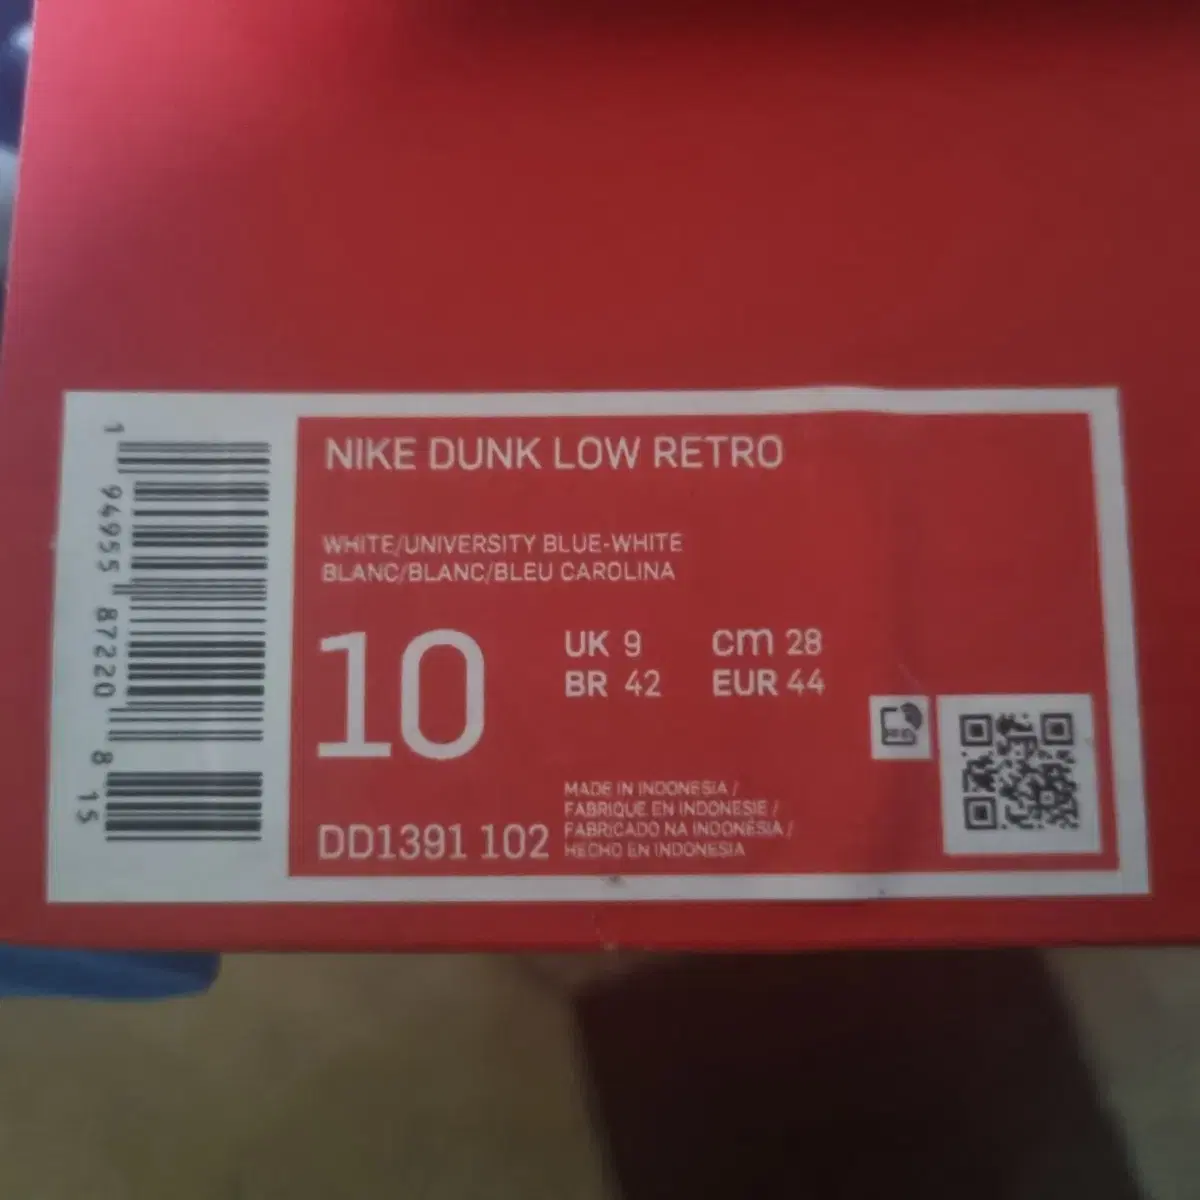 1 94955 87220 8 15
NIKE DUNK LOW RETRO
WHITE/UNIVERSITY BLUE-WHITE
BLANC/BLANC/BLEU CAROLINA
10
UK 9 cm 28
BR 42 EUR 44
DD1391 102
MADE IN INDONESIA /
FABRIQUE EN INDONESIE /
FABRICADO NA INDONÉSIA /
HECHO EN INDONESIA